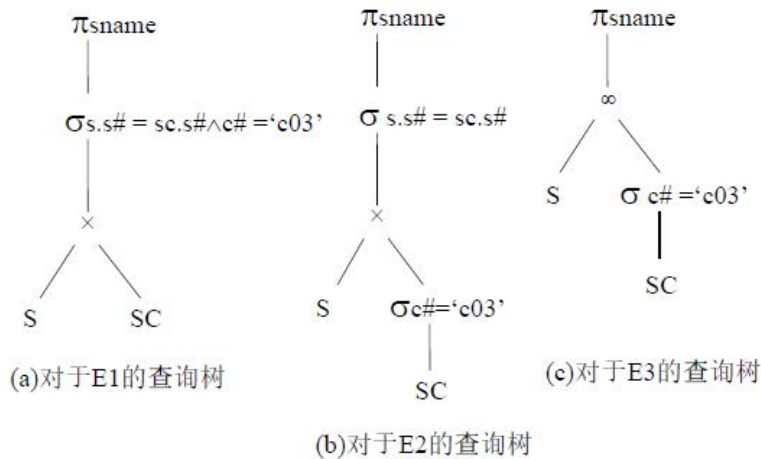 πsname
σs.s# = sc.s#∧c# =‘c03’
×
S
SC
(a)对于E1的查询树
πsname
σ s.s# = sc.s#
×
S
σc#=‘c03’
SC
(b)对于E2的查询树
πsname
∞
S
σ c# =‘c03’
SC
(c)对于E3的查询树